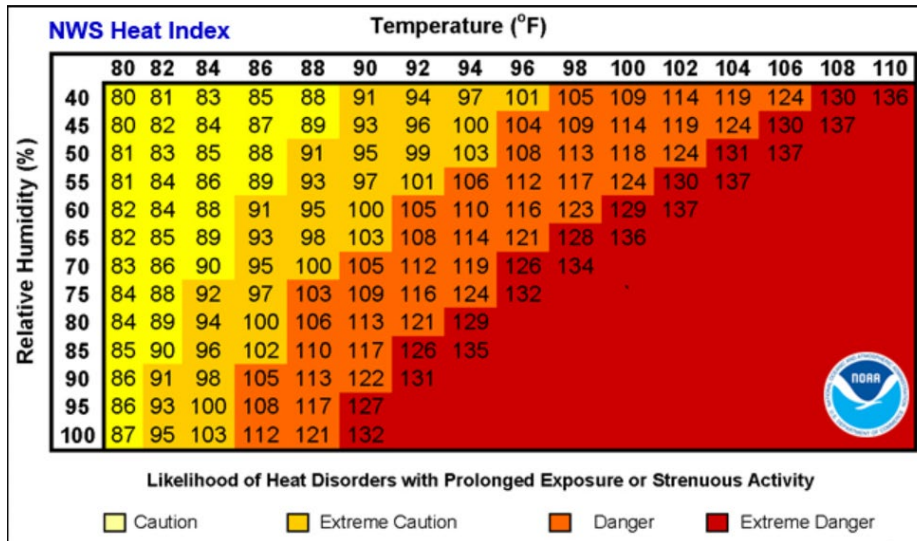 NWS Heat Index Temperature (°F)
80 82 84 86 88 90 92 94 96 98 100 102 104 106 108 110
Relative Humidity (%)
40 80 81 83 85 88 91 94 97 101 105 109 114 119 124 130 136
45 80 82 84 87 89 93 96 100 104 109 114 119 124 130 137
50 81 83 85 88 91 95 99 103 108 113 118 124 131 137
55 81 84 86 89 93 97 101 106 112 117 124 130 137
60 82 84 88 91 95 100 105 110 116 123 129 137
65 82 85 89 93 98 103 108 114 121 128 136
70 83 86 90 95 100 105 112 119 126 134
75 84 88 92 97 103 109 116 124 132
80 84 89 94 100 106 113 121 129
85 85 90 96 102 110 117 126 135
90 86 91 98 105 113 122 131
95 86 93 100 108 117 127
100 87 95 103 112 121 132
NOAA
Likelihood of Heat Disorders with Prolonged Exposure or Strenuous Activity
Caution Extreme Caution Danger Extreme Danger